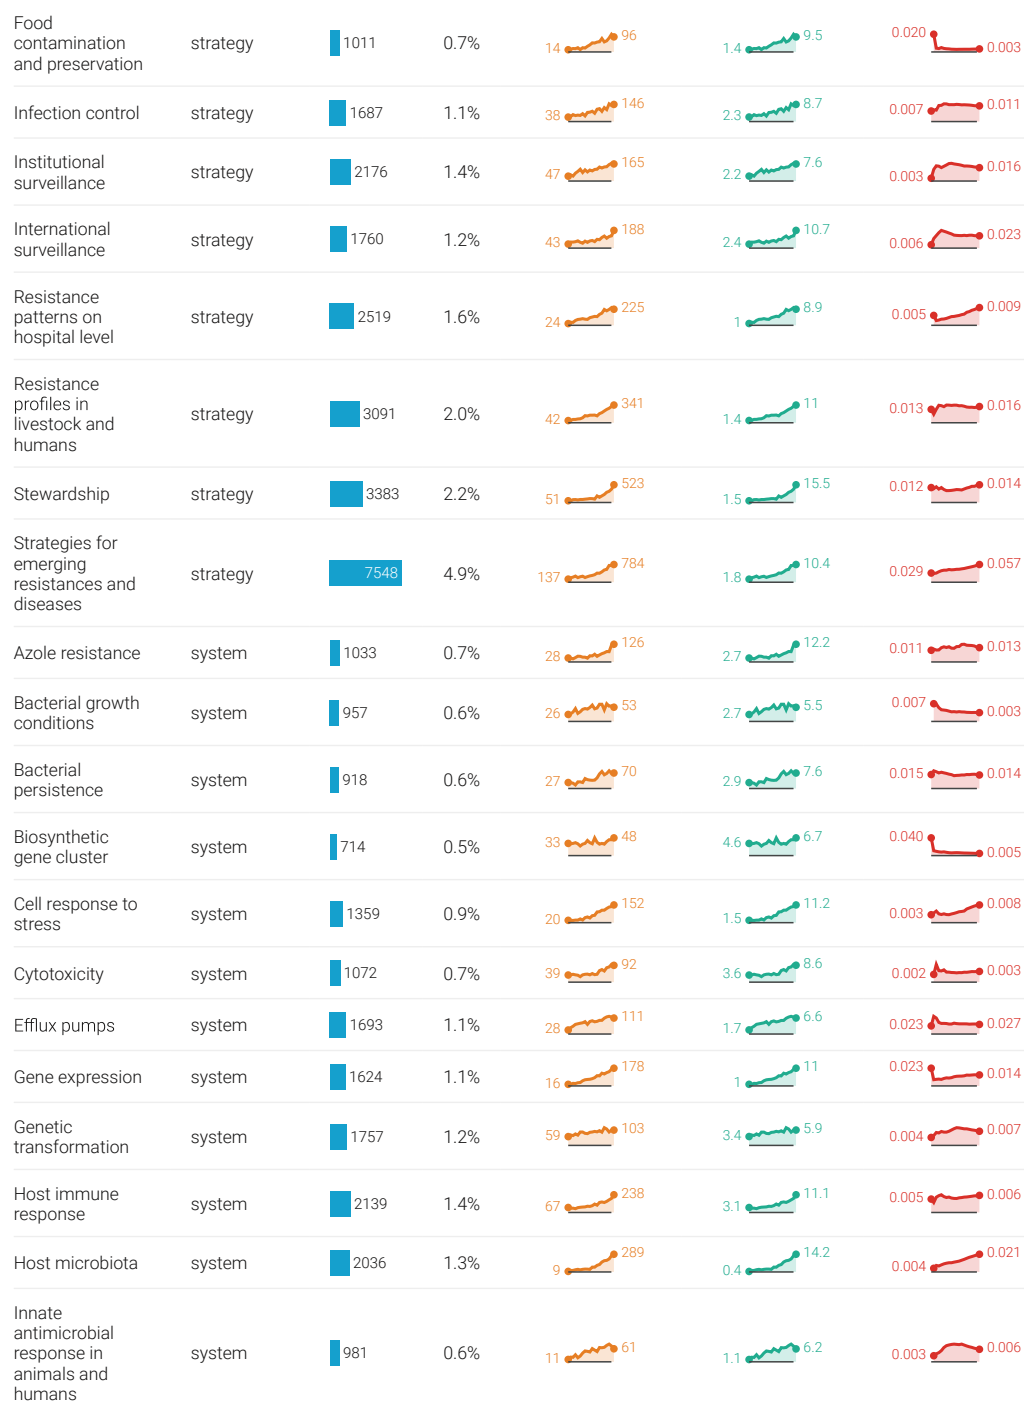 Food
contamination
and preservation
strategy
1011
0.7%
14
96
1.4
9.5
0.020
0.003
Infection control
strategy
1687
1.1%
38
146
2.3
8.7
0.007
0.011
Institutional
surveillance
strategy
2176
1.4%
47
165
2.2
7.6
0.003
0.016
International
surveillance
strategy
1760
1.2%
43
188
2.4
10.7
0.006
0.023
Resistance
patterns on
hospital level
strategy
2519
1.6%
24
225
1
8.9
0.005
0.009
Resistance
profiles in
livestock and
humans
strategy
3091
2.0%
42
341
1.4
11
0.013
0.016
Stewardship
strategy
3383
2.2%
51
523
1.5
15.5
0.012
0.014
Strategies for
emerging
resistances and
diseases
strategy
7548
4.9%
137
784
1.8
10.4
0.029
0.057
Azole resistance
system
1033
0.7%
28
126
2.7
12.2
0.011
0.013
Bacterial growth
conditions
system
957
0.6%
26
53
2.7
5.5
0.007
0.003
Bacterial
persistence
system
918
0.6%
27
70
2.9
7.6
0.015
0.014
Biosynthetic
gene cluster
system
714
0.5%
33
48
4.6
6.7
0.040
0.005
Cell response to
stress
system
1359
0.9%
20
152
1.5
11.2
0.003
0.008
Cytotoxicity
system
1072
0.7%
39
92
3.6
8.6
0.002
0.003
Efflux pumps
system
1693
1.1%
28
111
1.7
6.6
0.023
0.027
Gene expression
system
1624
1.1%
16
178
1
11
0.023
0.014
Genetic
transformation
system
1757
1.2%
59
103
3.4
5.9
0.004
0.007
Host immune
response
system
2139
1.4%
67
238
3.1
11.1
0.005
0.006
Host microbiota
system
2036
1.3%
9
289
0.4
14.2
0.004
0.021
Innate
antimicrobial
response in
animals and
humans
system
981
0.6%
11
61
1.1
6.2
0.003
0.006